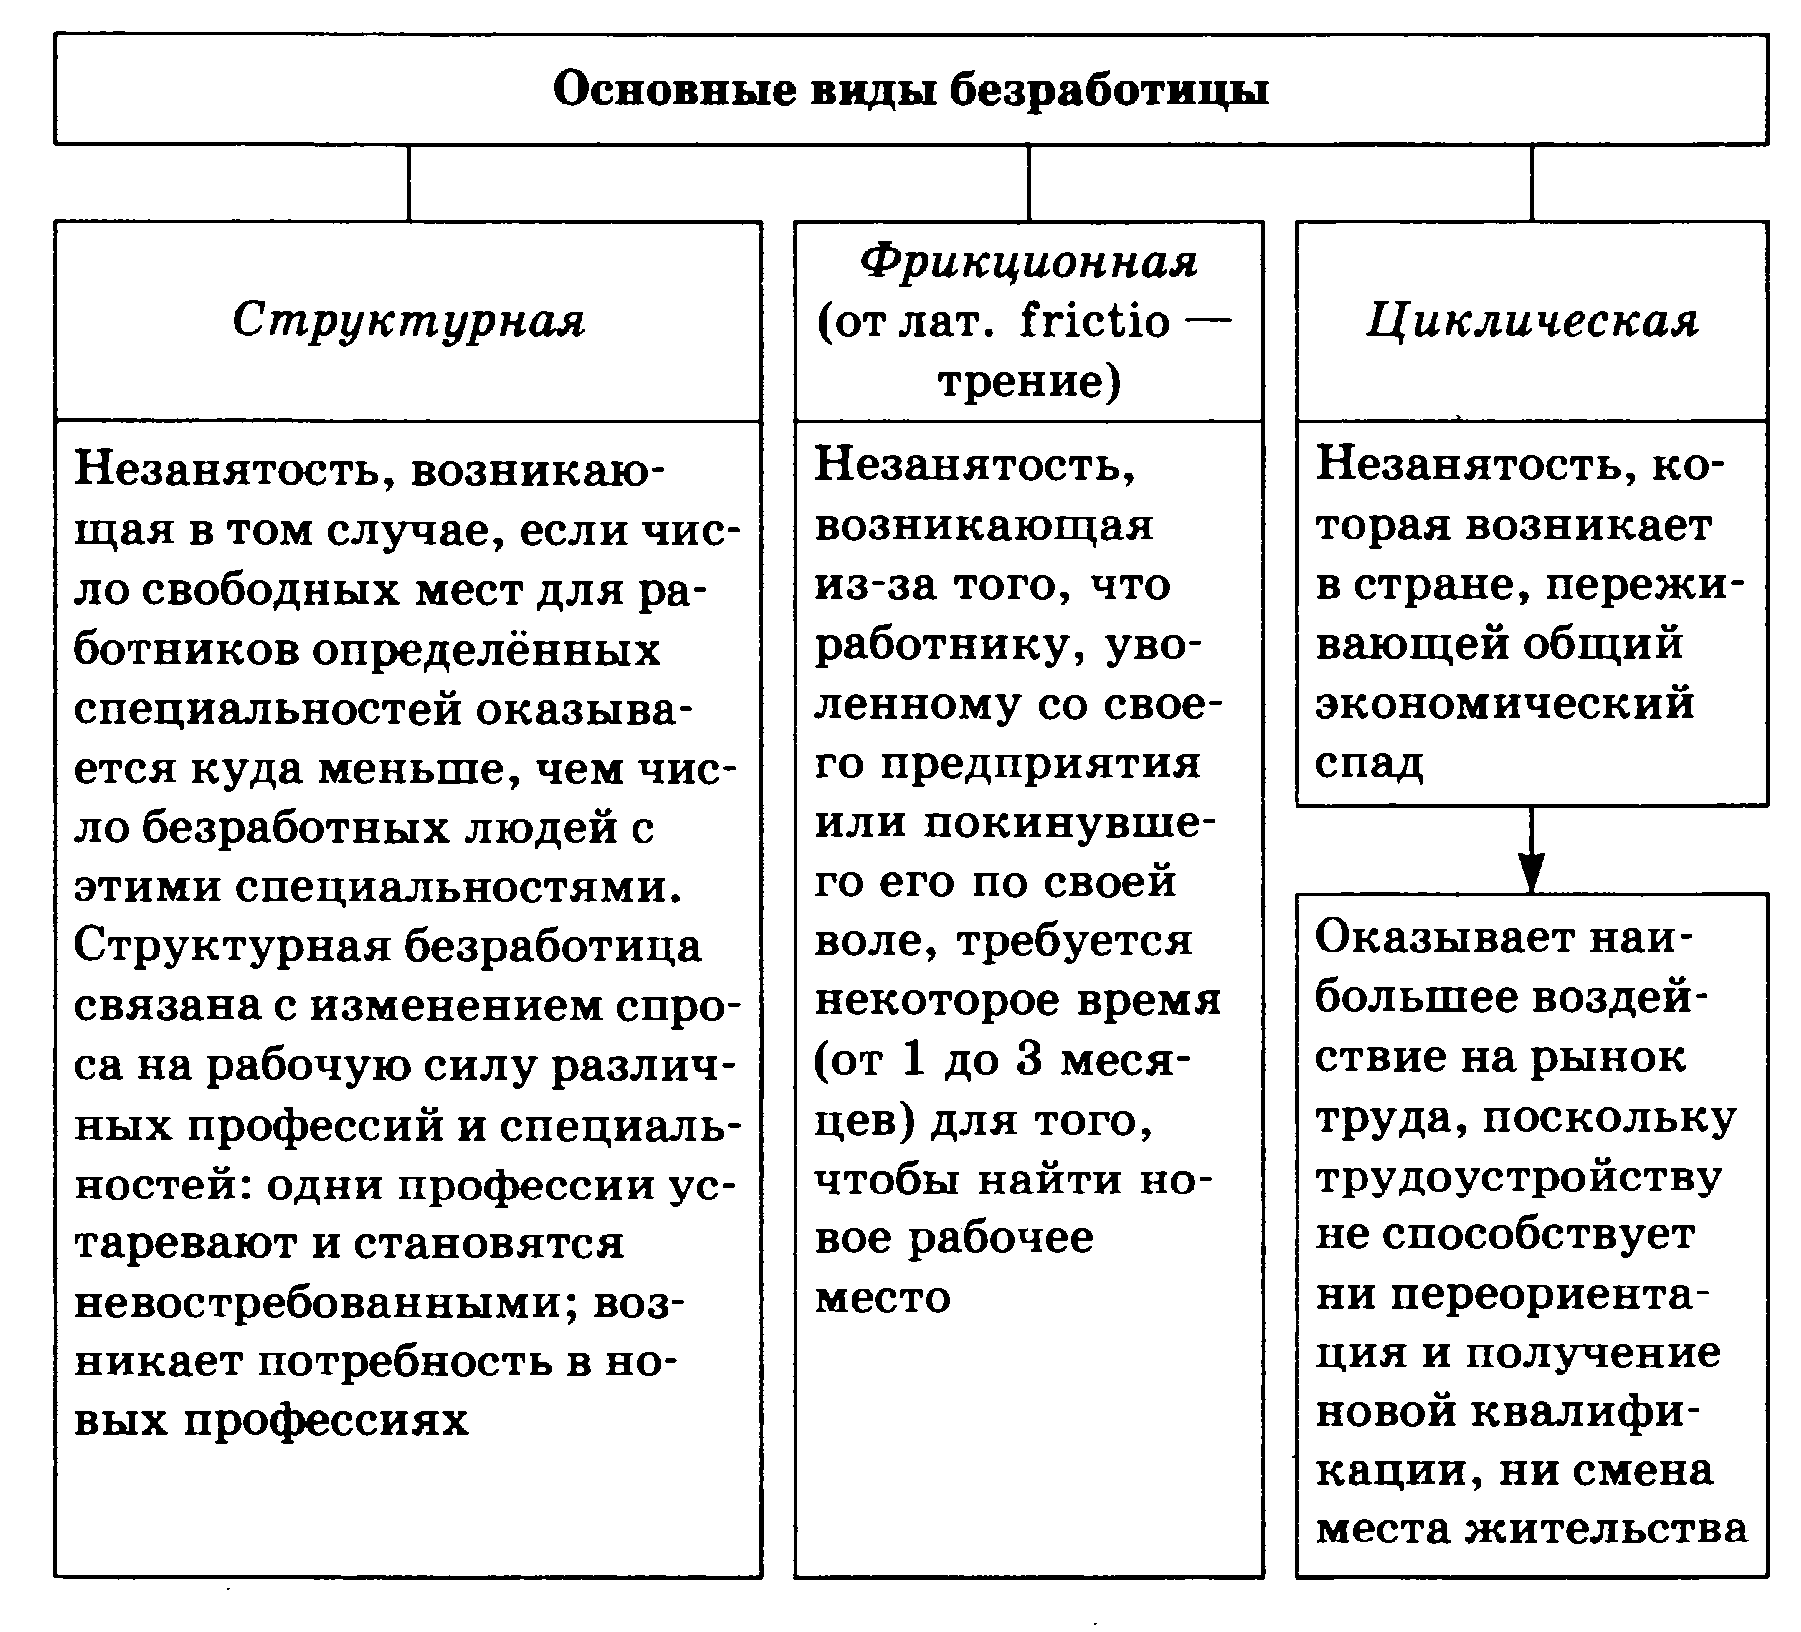 Основные виды безработицы
Структурная
Незанятость, возникаю-
щая в том случае, если чис-
ло свободных мест для ра-
ботников определённых
специальностей оказыва-
ется куда меньше, чем чис-
ло безработных людей с
этими специальностями.
Структурная безработица
связана с изменением спро-
са на рабочую силу различ-
ных профессий и специаль-
ностей: одни профессии ус-
таревают и становятся
невостребованными; воз-
никает потребность в но-
вых профессиях
Фрикционная
(от лат. frictio —
трение)
Незанятость,
возникающая
из-за того, что
работнику, уво-
ленному со свое-
го предприятия
или покинувше-
го его по своей
воле, требуется
некоторое время
(от 1 до 3 меся-
цев) для того,
чтобы найти но-
вое рабочее
место
Циклическая
Незанятость, ко-
торая возникает
в стране, пережи-
вающей общий
экономический
спад
Оказывает наи-
большее воздей-
ствие на рынок
труда, поскольку
трудоустройству
не способствует
ни переориента-
ция и получение
новой квалифи-
кации, ни смена
места жительства